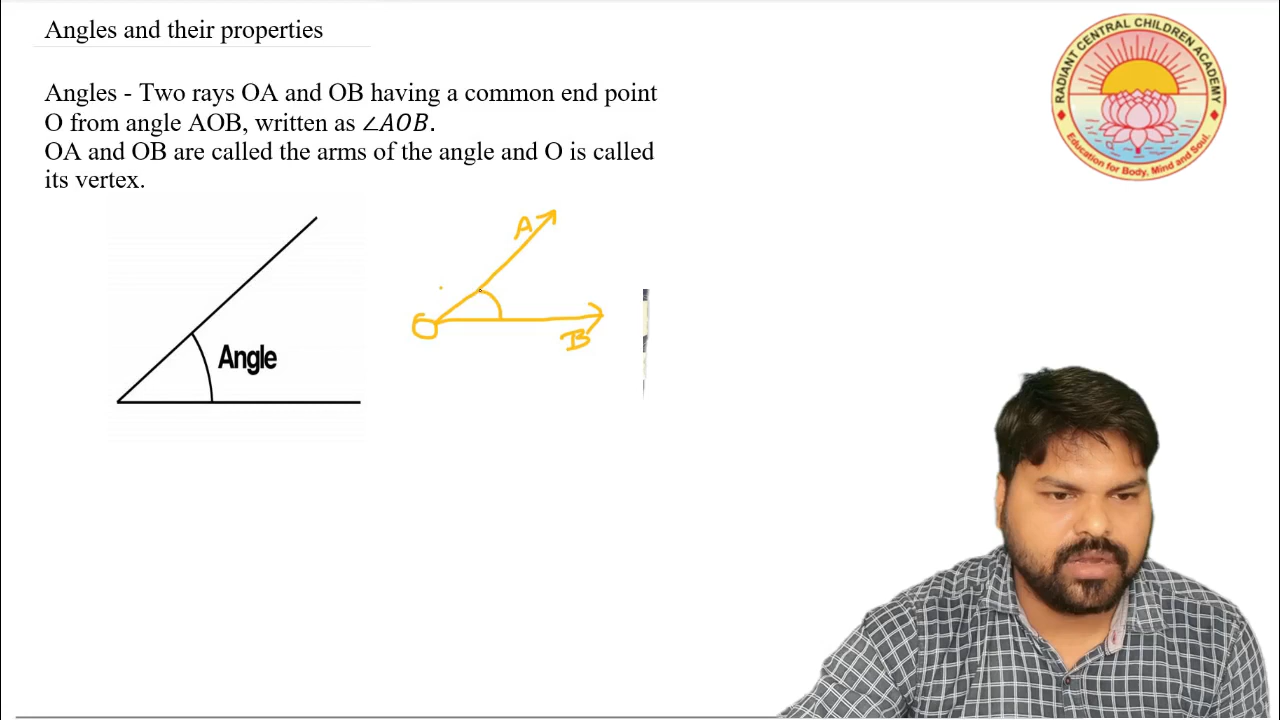 Angles and their properties
Angles - Two rays OA and OB having a common end point
O from angle AOB, written as ∠AOB.
OA and OB are called the arms of the angle and O is called
its vertex.
Angle
A
O
B
RADIANT CENTRAL CHILDREN ACADEMY
Education for Body, Mind and Soul.